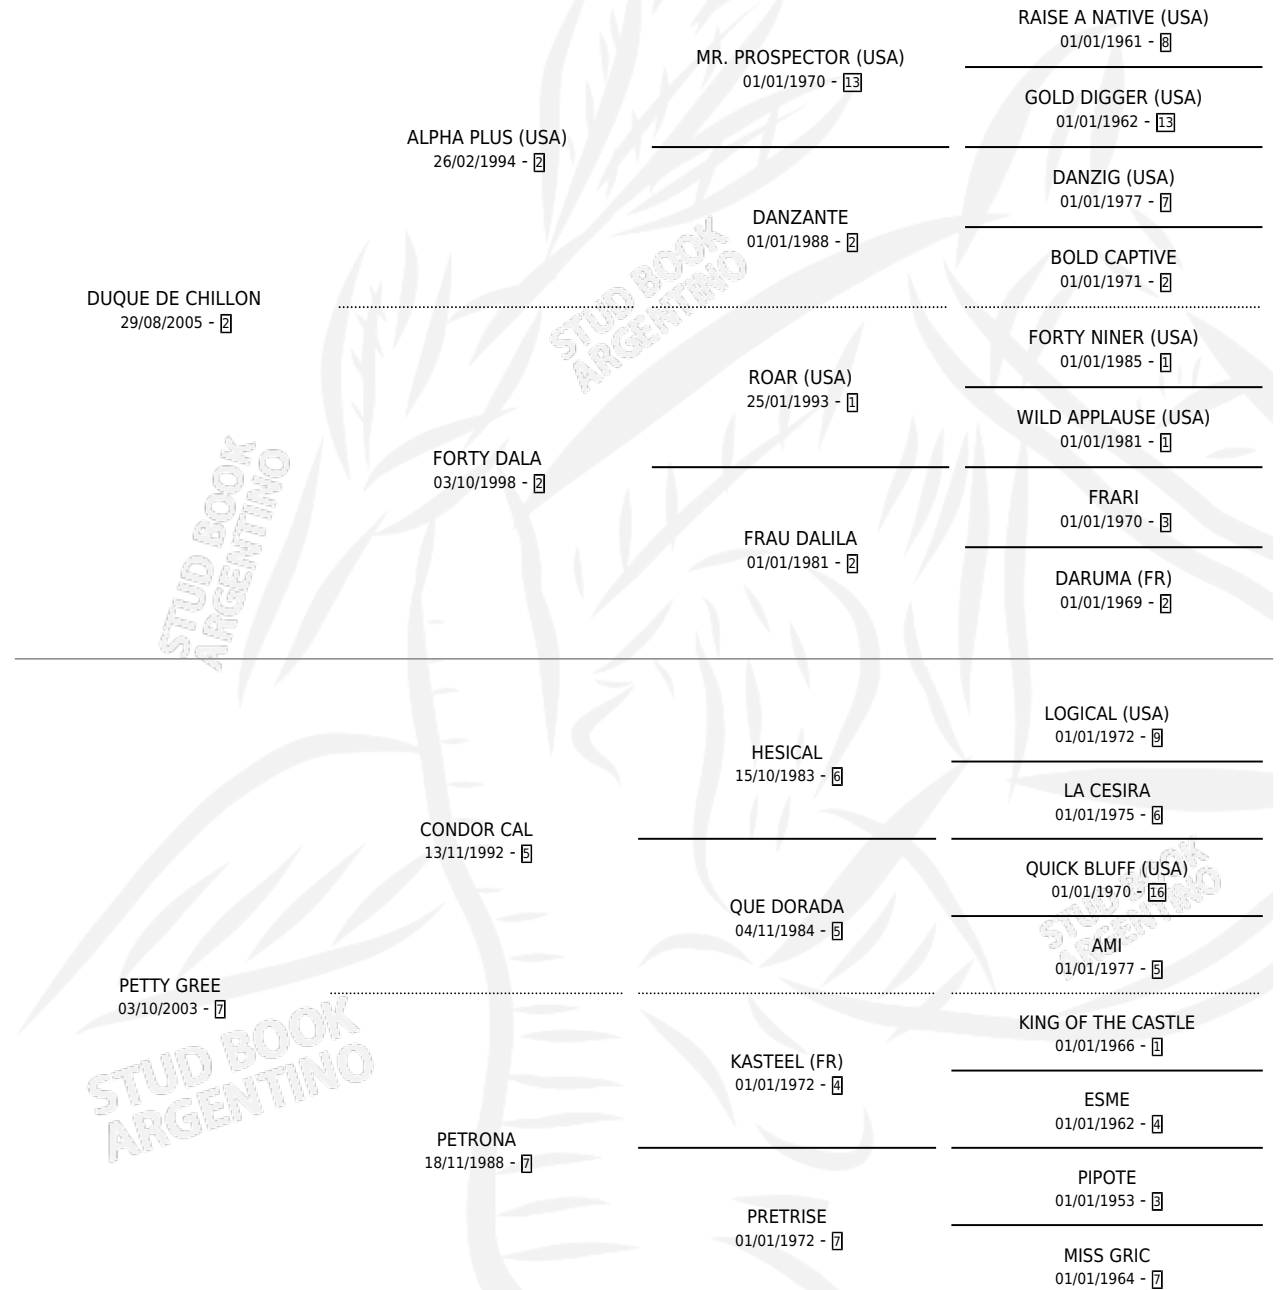 RAISE A NATIVE (USA)
01/01/1961 - 8
MR. PROSPECTOR (USA)
01/01/1970 - 13
GOLD DIGGER (USA)
01/01/1962 - 13
ALPHA PLUS (USA)
26/02/1994 - 2
DANZIG (USA)
01/01/1977 - 7
DANZANTE
01/01/1988 - 2
BOLD CAPTIVE
01/01/1971 - 2
DUQUE DE CHILLON
29/08/2005 - 2
FORTY NINER (USA)
01/01/1985 - 1
ROAR (USA)
25/01/1993 - 1
WILD APPLAUSE (USA)
01/01/1981 - 1
FORTY DALA
03/10/1998 - 2
FRARI
01/01/1970 - 3
FRAU DALILA
01/01/1981 - 2
DARUMA (FR)
01/01/1969 - 2
STUD BOOK
ARGENTINO
STUD BOOK
ARGENTINO
LOGICAL (USA)
01/01/1972 - 9
HESICAL
15/10/1983 - 6
LA CESIRA
01/01/1975 - 6
CONDOR CAL
13/11/1992 - 5
QUICK BLUFF (USA)
01/01/1970 - 16
QUE DORADA
04/11/1984 - 5
AMI
01/01/1977 - 5
PETTY GREE
03/10/2003 - 7
KING OF THE CASTLE
01/01/1966 - 1
KASTEEL (FR)
01/01/1972 - 4
ESME
01/01/1962 - 4
PETRONA
18/11/1988 - 7
PIPOTE
01/01/1953 - 3
PRETRISE
01/01/1972 - 7
MISS GRIC
01/01/1964 - 7
STUD BOOK
ARGENTINO
STUD BOOK
ARGENTINO